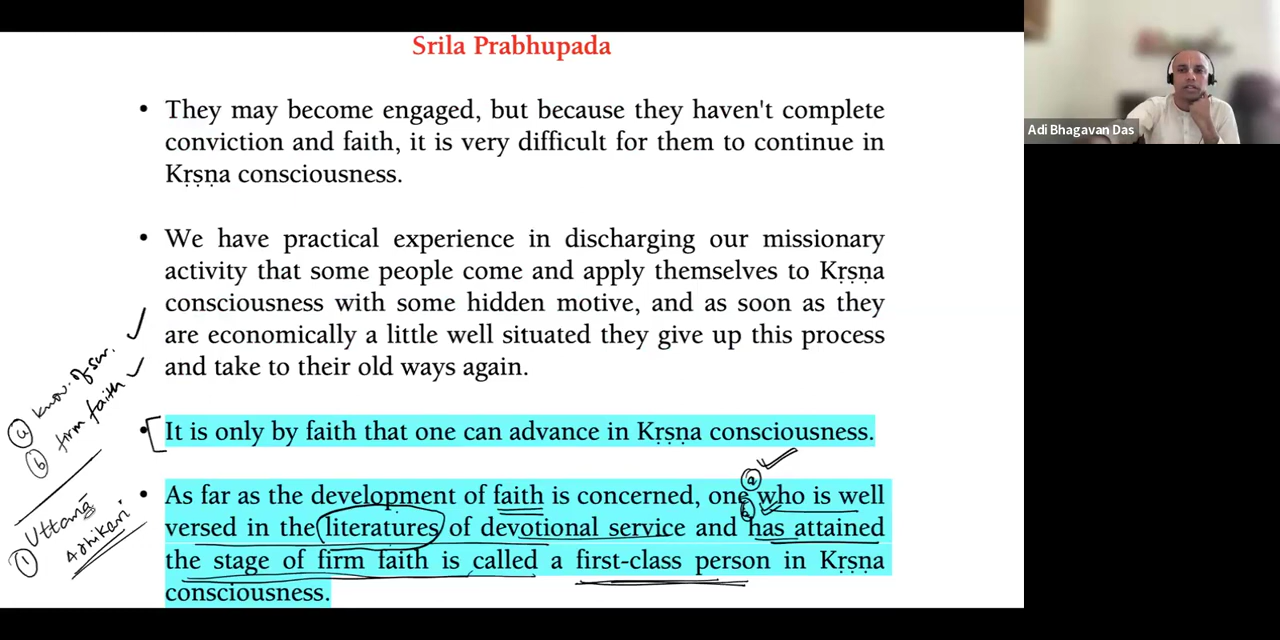 Srila Prabhupada
• They may become engaged, but because they haven't complete
conviction and faith, it is very difficult for them to continue in
Kṛṣṇa consciousness.
• We have practical experience in discharging our missionary
activity that some people come and apply themselves to Kṛṣṇa
consciousness with some hidden motive, and as soon as they
are economically a little well situated they give up this process
and take to their old ways again.
• It is only by faith that one can advance in Kṛṣṇa consciousness.
• As far as the development of faith is concerned, one who is well
versed in the literatures of devotional service and has attained
the stage of firm faith is called a first-class person in Kṛṣṇa
consciousness.
a
b
a know. of
b firm faith
1 Uttama
Adhikari
Adi Bhagavan Das